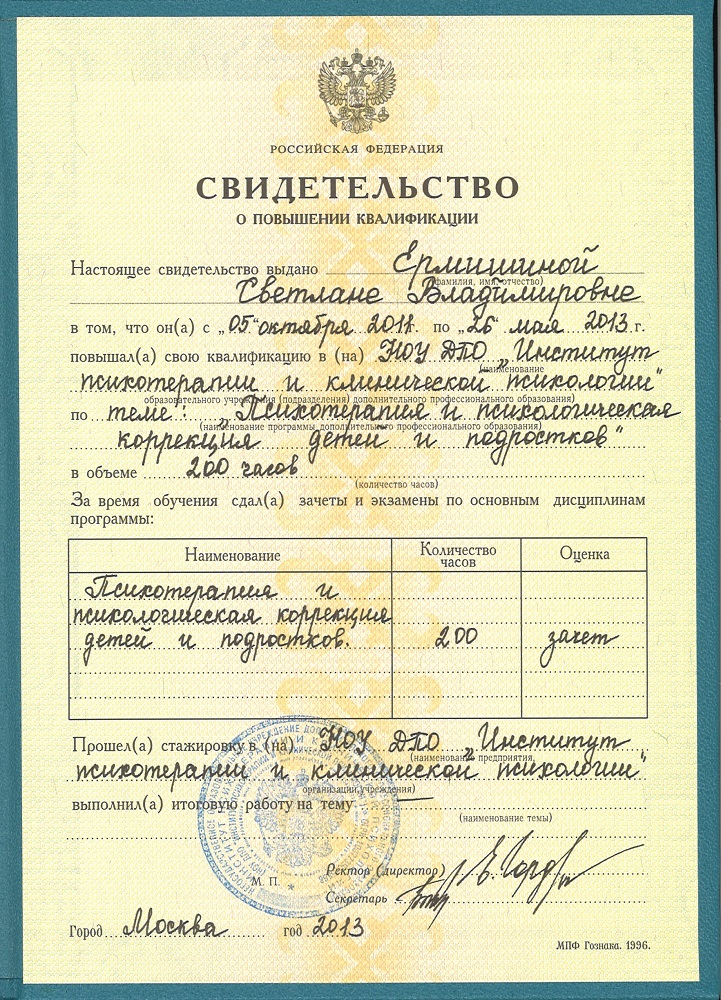 РОССИЙСКАЯ ФЕДЕРАЦИЯ
СВИДЕТЕЛЬСТВО
О ПОВЫШЕНИИ КВАЛИФИКАЦИИ
Настоящее свидетельство выдано Ермишиной
(фамилия, имя, отчество)
Светлане Владимировне
в том, что он(а) с „05“ октября 2011г. по „26“ мая 2013 г.
повышал(а) свою квалификацию в (на) НОУ ДПО „Институт
(наименование
психотерапии и клинической психологии“
образовательного учреждения (подразделения) дополнительного профессионального образования)
по теме: „Психотерапия и психологическая
(наименование программы дополнительного профессионального образования)
коррекция детей и подростков“
в объеме 200 часов
(количество часов)
За время обучения сдал(а) зачеты и экзамены по основным дисциплинам
программы:
Наименование Количество часов Оценка
Психотерапия и
психологическая коррекция
детей и подростков. 200 зачет
Прошел(а) стажировку в (на) НОУ ДПО „Институт
(наименование предприятия,
психотерапии и клинической психологии“
организации, учреждения)
выполнил(а) итоговую работу на тему —
(наименование темы)
Ректор (директор)
М. П.
Секретарь
Город Москва год 2013
МПФ Гознака. 1996.